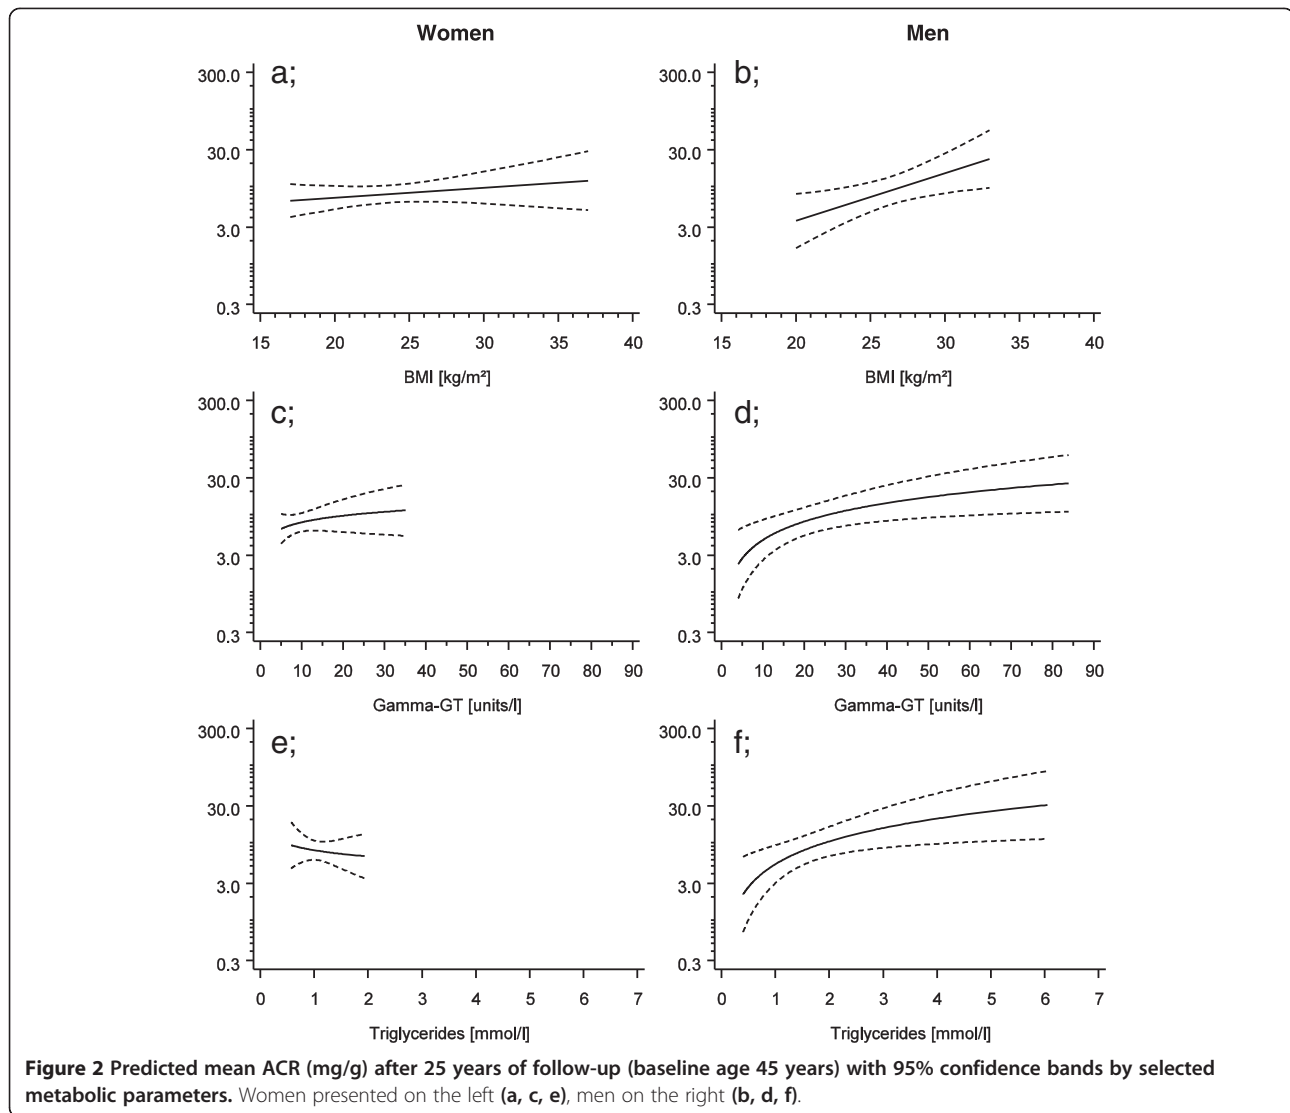 Women Men
a; b;
300.0
30.0
3.0
0.3
15 20 25 30 35 40
BMI [kg/m²]
300.0
30.0
3.0
0.3
15 20 25 30 35 40
BMI [kg/m²]
c; d;
300.0
30.0
3.0
0.3
0 10 20 30 40 50 60 70 80 90
Gamma-GT [units/l]
300.0
30.0
3.0
0.3
0 10 20 30 40 50 60 70 80 90
Gamma-GT [units/l]
e; f;
300.0
30.0
3.0
0.3
0 1 2 3 4 5 6 7
Triglycerides [mmol/l]
300.0
30.0
3.0
0.3
0 1 2 3 4 5 6 7
Triglycerides [mmol/l]
Figure 2 Predicted mean ACR (mg/g) after 25 years of follow-up (baseline age 45 years) with 95% confidence bands by selected
metabolic parameters. Women presented on the left (a, c, e), men on the right (b, d, f).